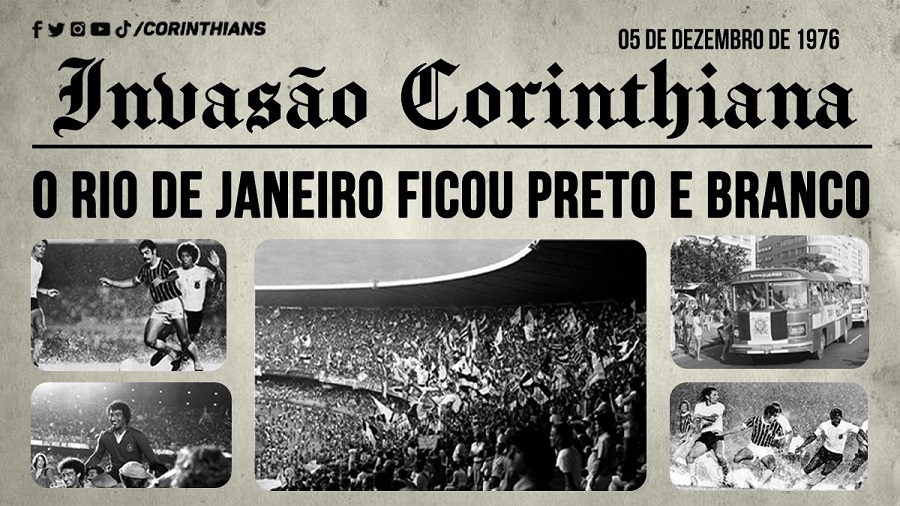 /CORINTHIANS
05 DE DEZEMBRO DE 1976
Invasão Corinthiana
O RIO DE JANEIRO FICOU PRETO E BRANCO